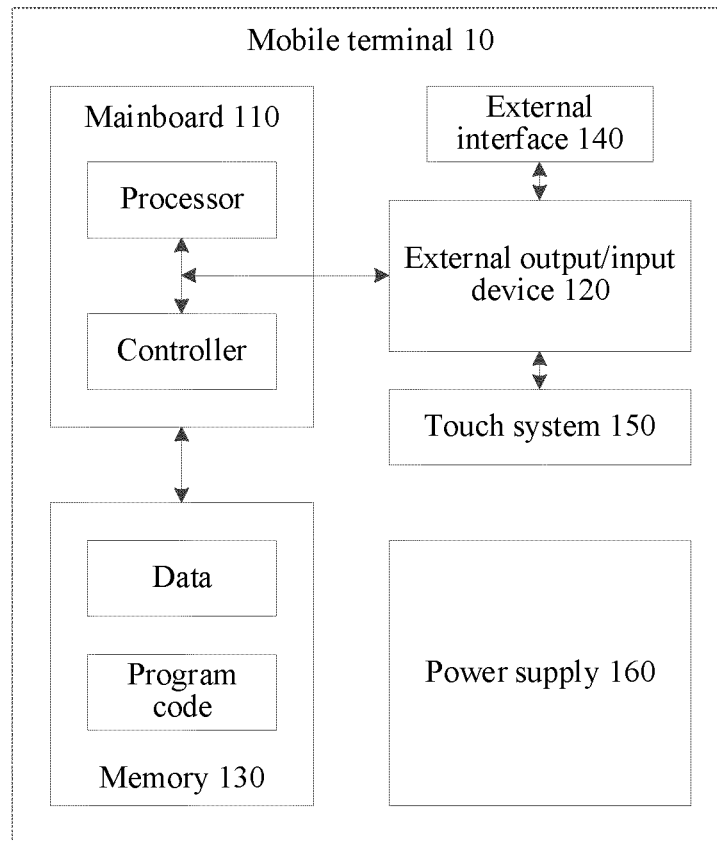 Mobile terminal 10
Mainboard 110
Processor
Controller
External
interface 140
External output/input
device 120
Touch system 150
Data
Program
code
Memory 130
Power supply 160